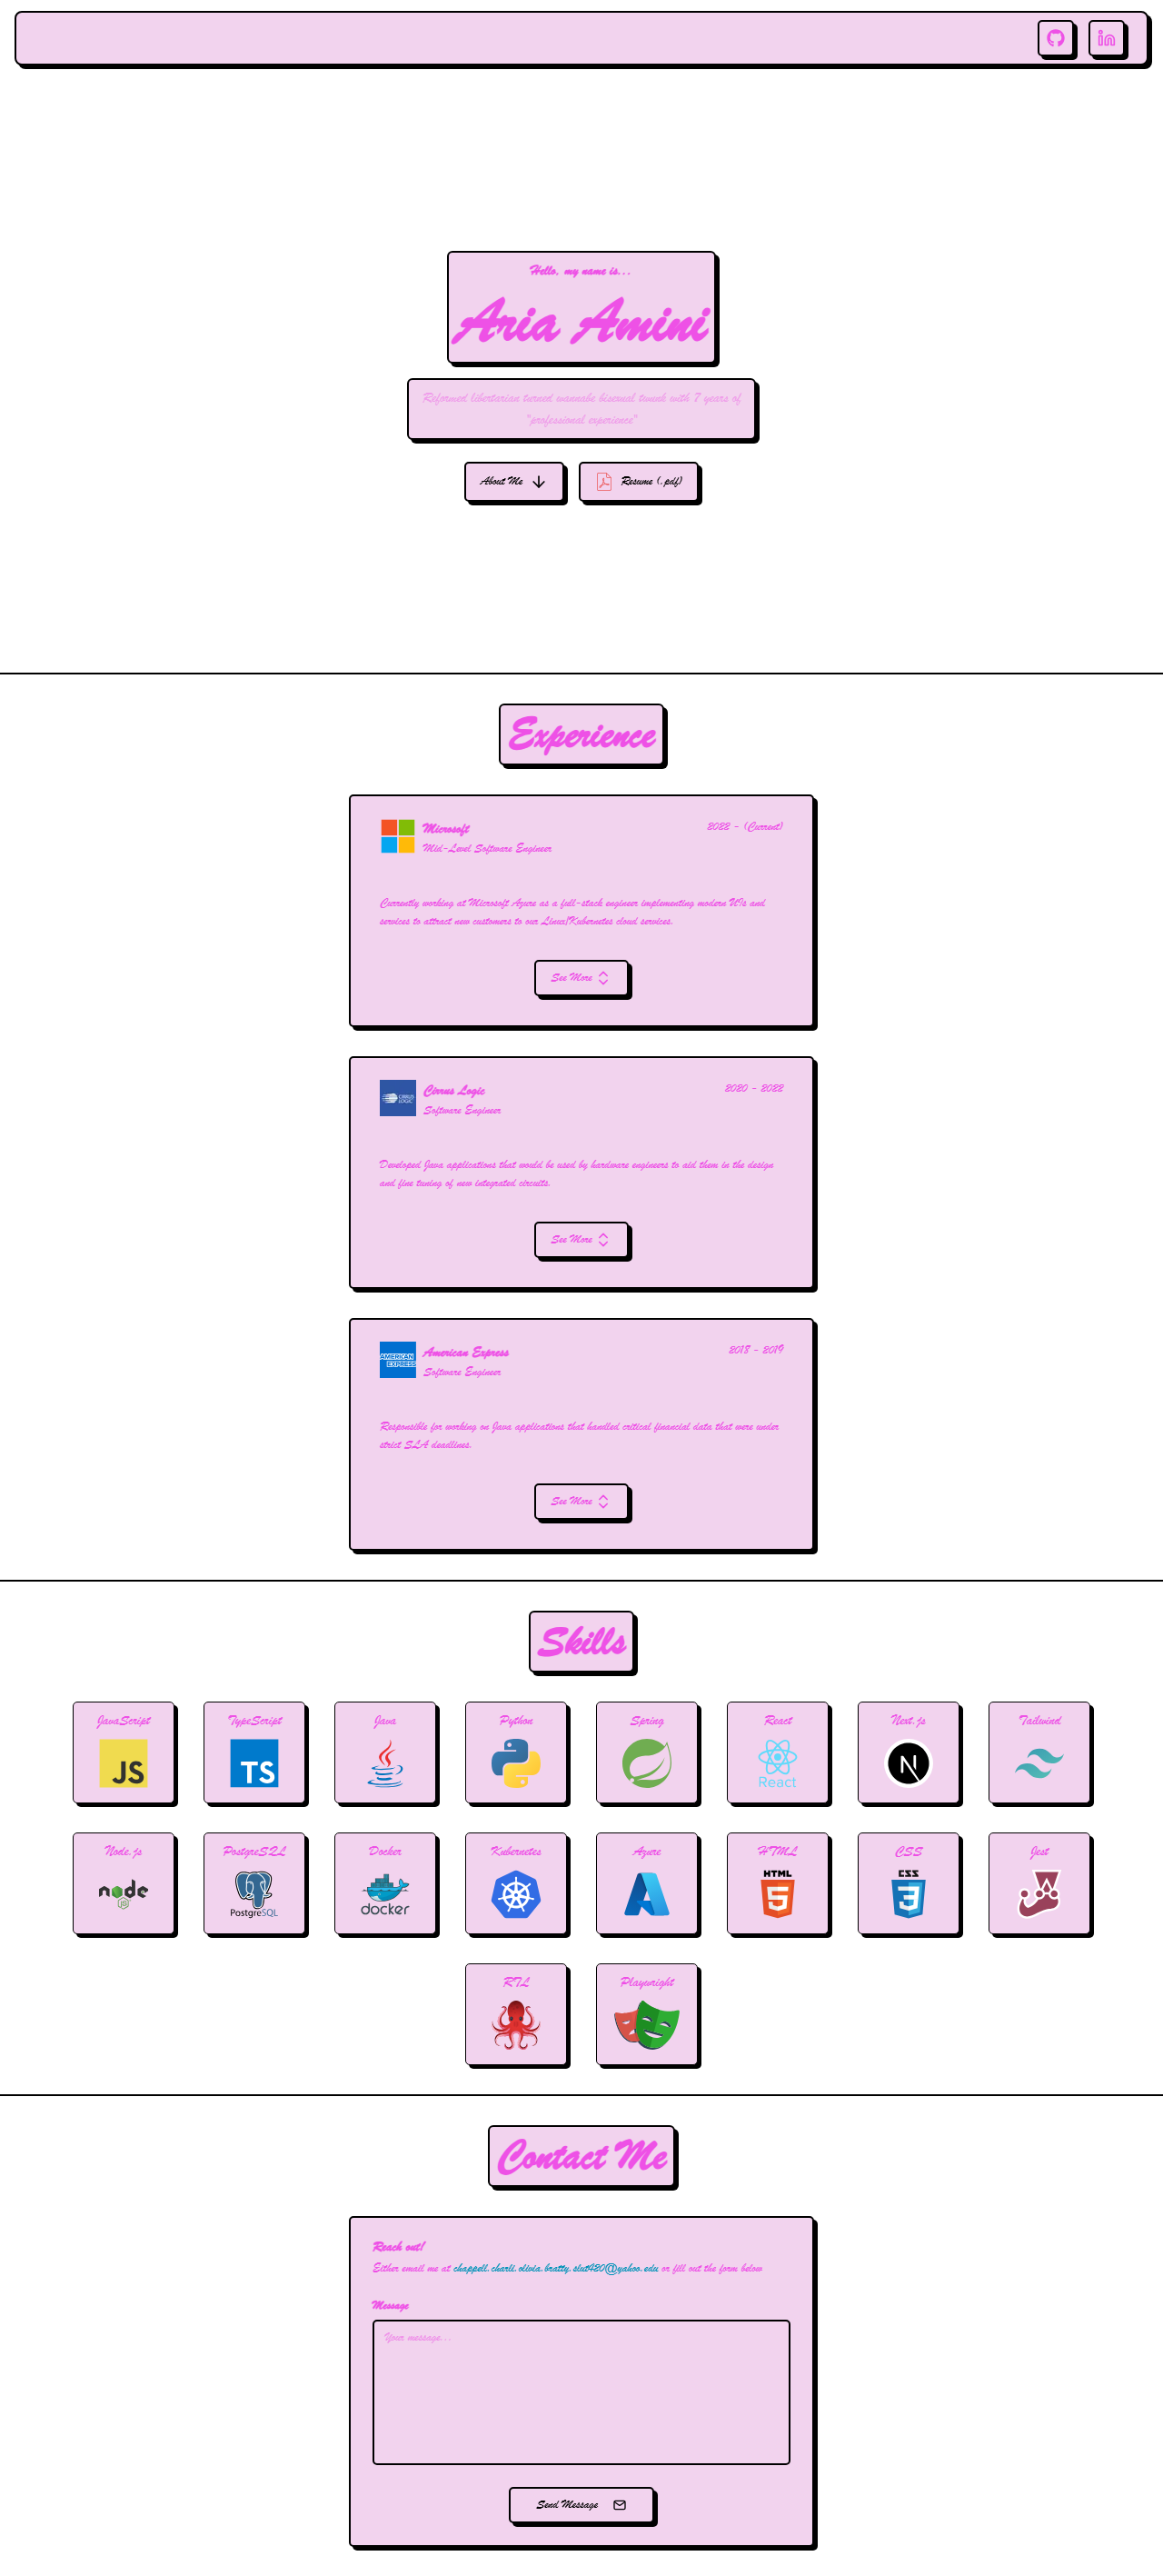 Hello, my name is...
Aria Amini
Reformed libertarian turned wannabe bisexual twunk with 7 years of
"professional experience"
About Me
Resume (.pdf)
Experience
Microsoft
2022 - (Current)
Mid-Level Software Engineer
Currently working at Microsoft Azure as a full-stack engineer implementing modern UIs and
services to attract new customers to our Linux/Kubernetes cloud services.
See More
CIRRUS LOGIC
Cirrus Logic
2020 - 2022
Software Engineer
Developed Java applications that would be used by hardware engineers to aid them in the design
and fine tuning of new integrated circuits.
See More
AMERICAN EXPRESS
American Express
2018 - 2019
Software Engineer
Responsible for working on Java applications that handled critical financial data that were under
strict SLA deadlines.
See More
Skills
JavaScript TypeScript Java Python Spring React Next.js Tailwind
JS TS React N
Node.js PostgreSQL Docker Kubernetes Azure HTML CSS Jest
node JS PostgreSQL docker HTML 5 CSS 3
RTL Playwright
Contact Me
Reach out!
Either email me at chappell.charli.olivia.bratty.slut420@yahoo.edu or fill out the form below
Message
Your message...
Send Message